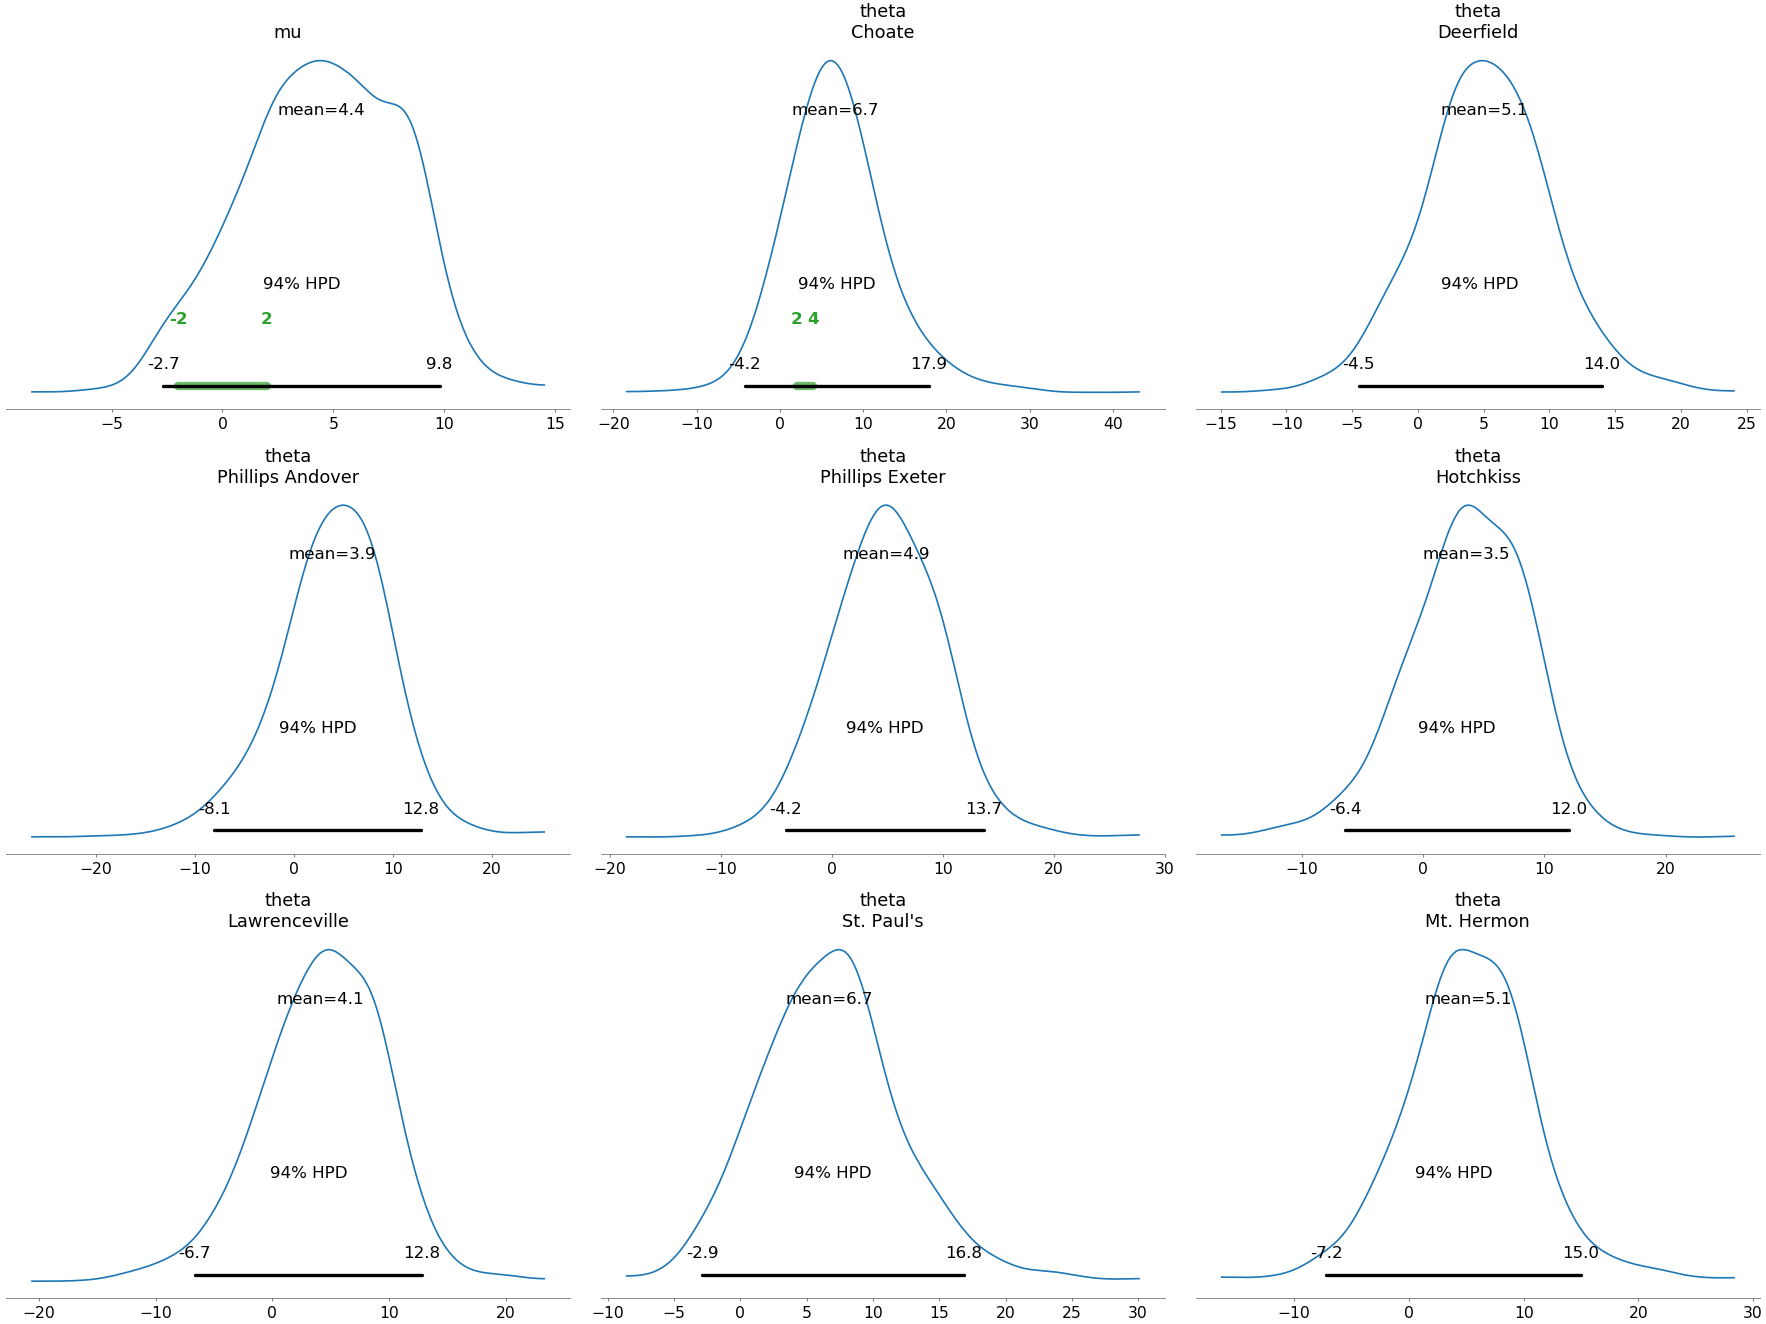 mu
mean=4.4
94% HPD
-2 2
-2.7 9.8
−5 0 5 10 15
theta
Choate
mean=6.7
94% HPD
2 4
-4.2 17.9
−20 −10 0 10 20 30 40
theta
Deerfield
mean=5.1
94% HPD
-4.5 14.0
−15 −10 −5 0 5 10 15 20 25
theta
Phillips Andover
mean=3.9
94% HPD
-8.1 12.8
−20 −10 0 10 20
theta
Phillips Exeter
mean=4.9
94% HPD
-4.2 13.7
−20 −10 0 10 20 30
theta
Hotchkiss
mean=3.5
94% HPD
-6.4 12.0
−10 0 10 20
theta
Lawrenceville
mean=4.1
94% HPD
-6.7 12.8
−20 −10 0 10 20
theta
St. Paul's
mean=6.7
94% HPD
-2.9 16.8
−10 −5 0 5 10 15 20 25 30
theta
Mt. Hermon
mean=5.1
94% HPD
-7.2 15.0
−10 0 10 20 30